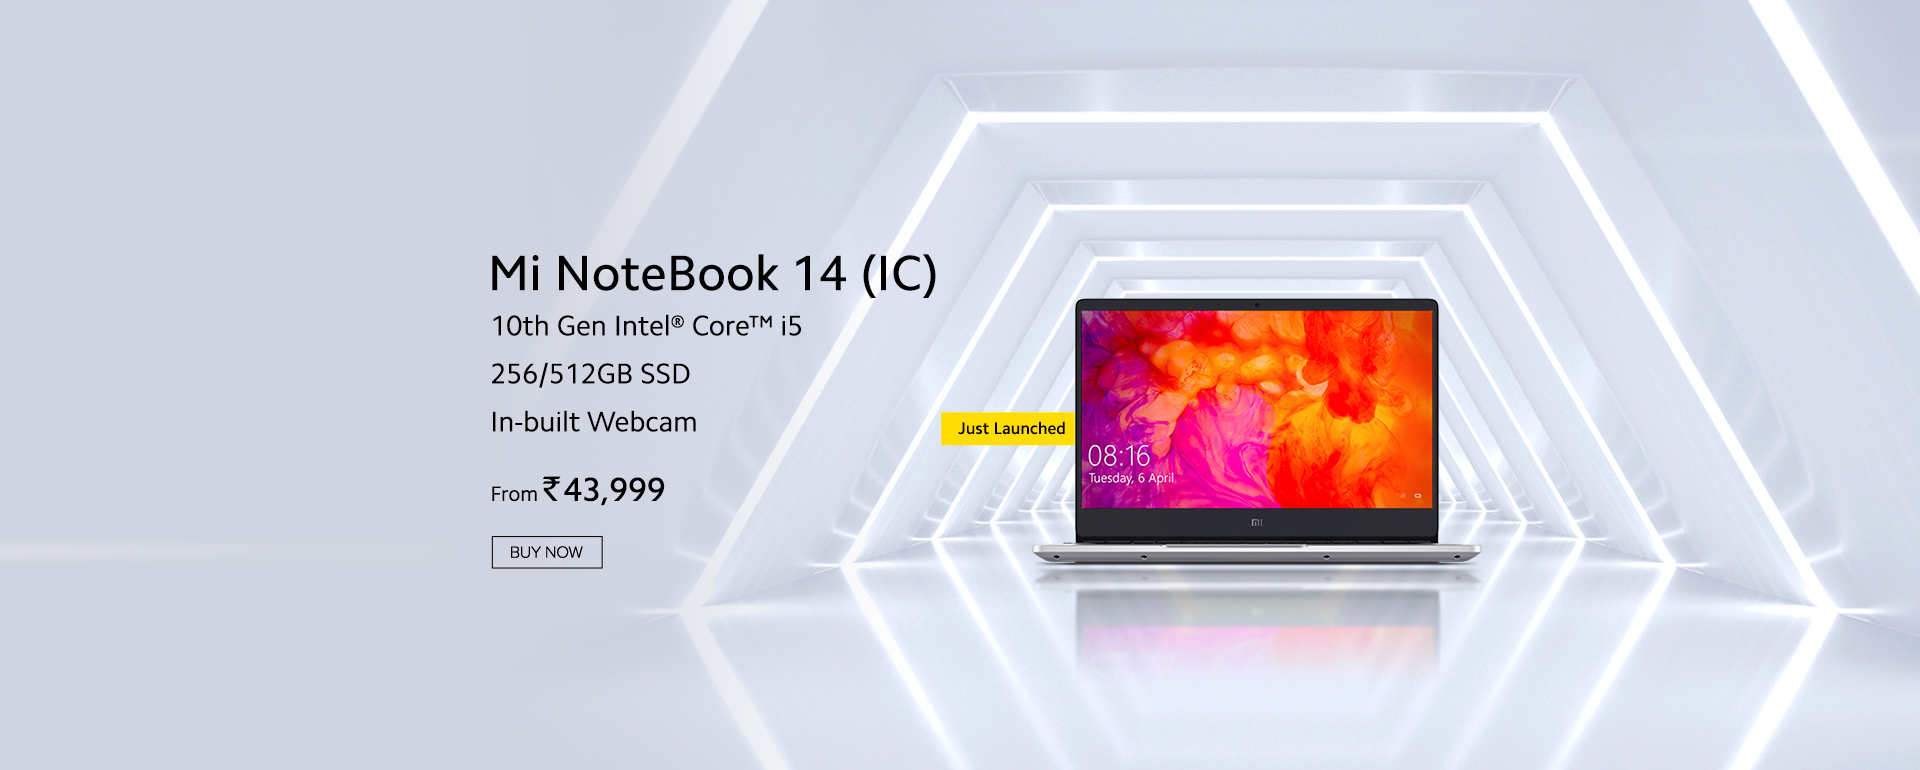 Mi NoteBook 14 (IC)
10th Gen Intel® Core™ i5
256/512GB SSD
In-built Webcam
From ₹43,999
BUY NOW
Just Launched
08:16
Tuesday, 6 April
mi